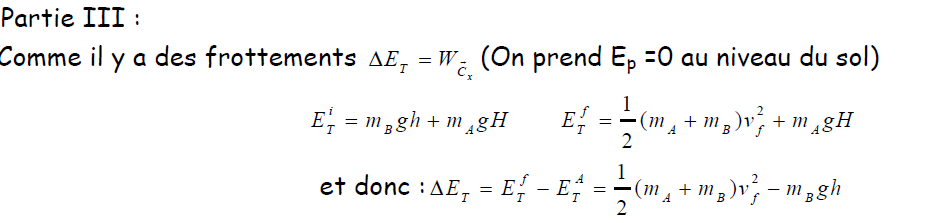 Partie III :
Comme il y a des frottements ΔE_T = W_{C⃗_x} (On prend E_p =0 au niveau du sol)
E_T^i = m_B gh + m_A gH    E_T^f = \frac{1}{2}(m_A + m_B)v_f^2 + m_A gH
et donc : ΔE_T = E_T^f − E_T^A = \frac{1}{2}(m_A + m_B)v_f^2 − m_B gh